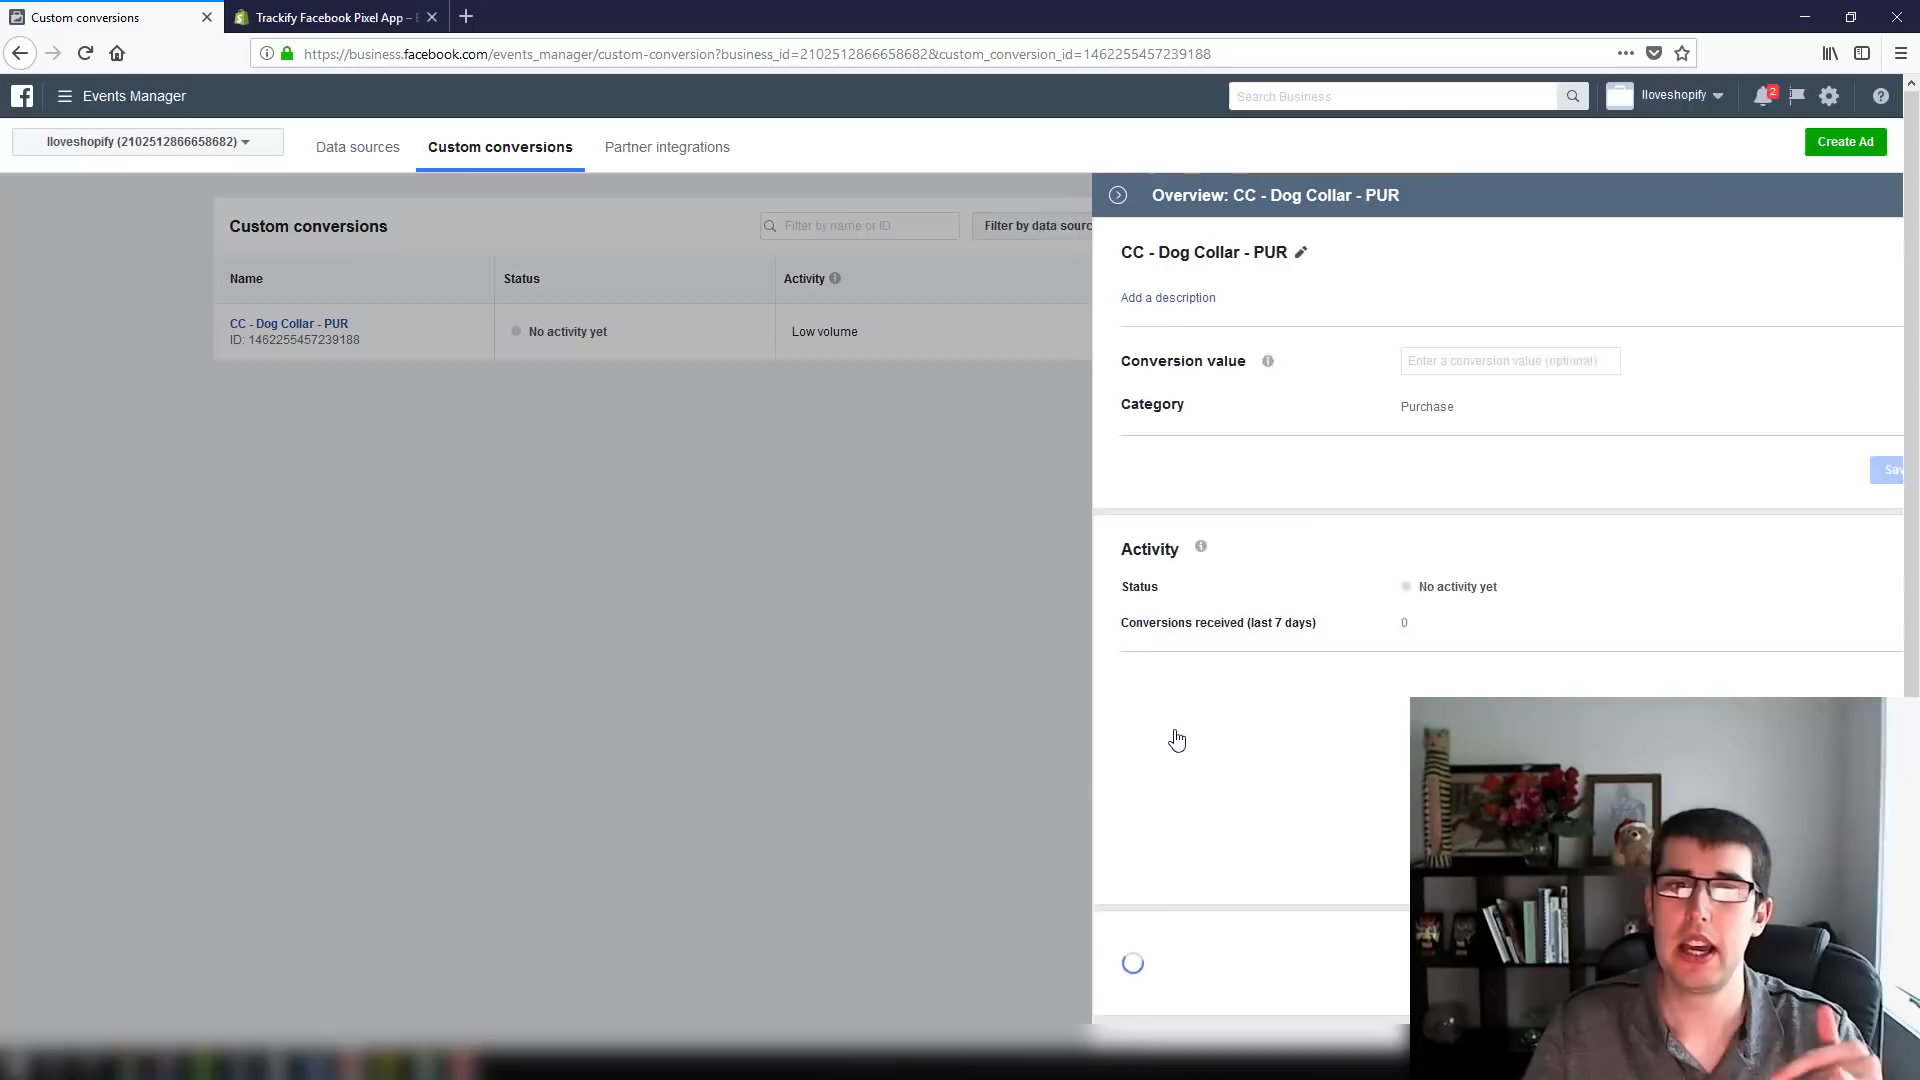 Custom conversions
Trackify Facebook Pixel App –
https://business.facebook.com/events_manager/custom-conversion?business_id=2102512866658682&custom_conversion_id=1462255457239188
Events Manager
Search Business
Iloveshopify
2
Iloveshopify (2102512866658682)
Data sources
Custom conversions
Partner integrations
Create Ad
Overview: CC - Dog Collar - PUR
Custom conversions
Filter by name or ID
Filter by data sourc
CC - Dog Collar - PUR
Add a description
Name
Status
Activity
CC - Dog Collar - PUR
ID: 1462255457239188
No activity yet
Low volume
Conversion value
Enter a conversion value (optional)
Category
Purchase
Sav
Activity
Status
No activity yet
Conversions received (last 7 days)
0